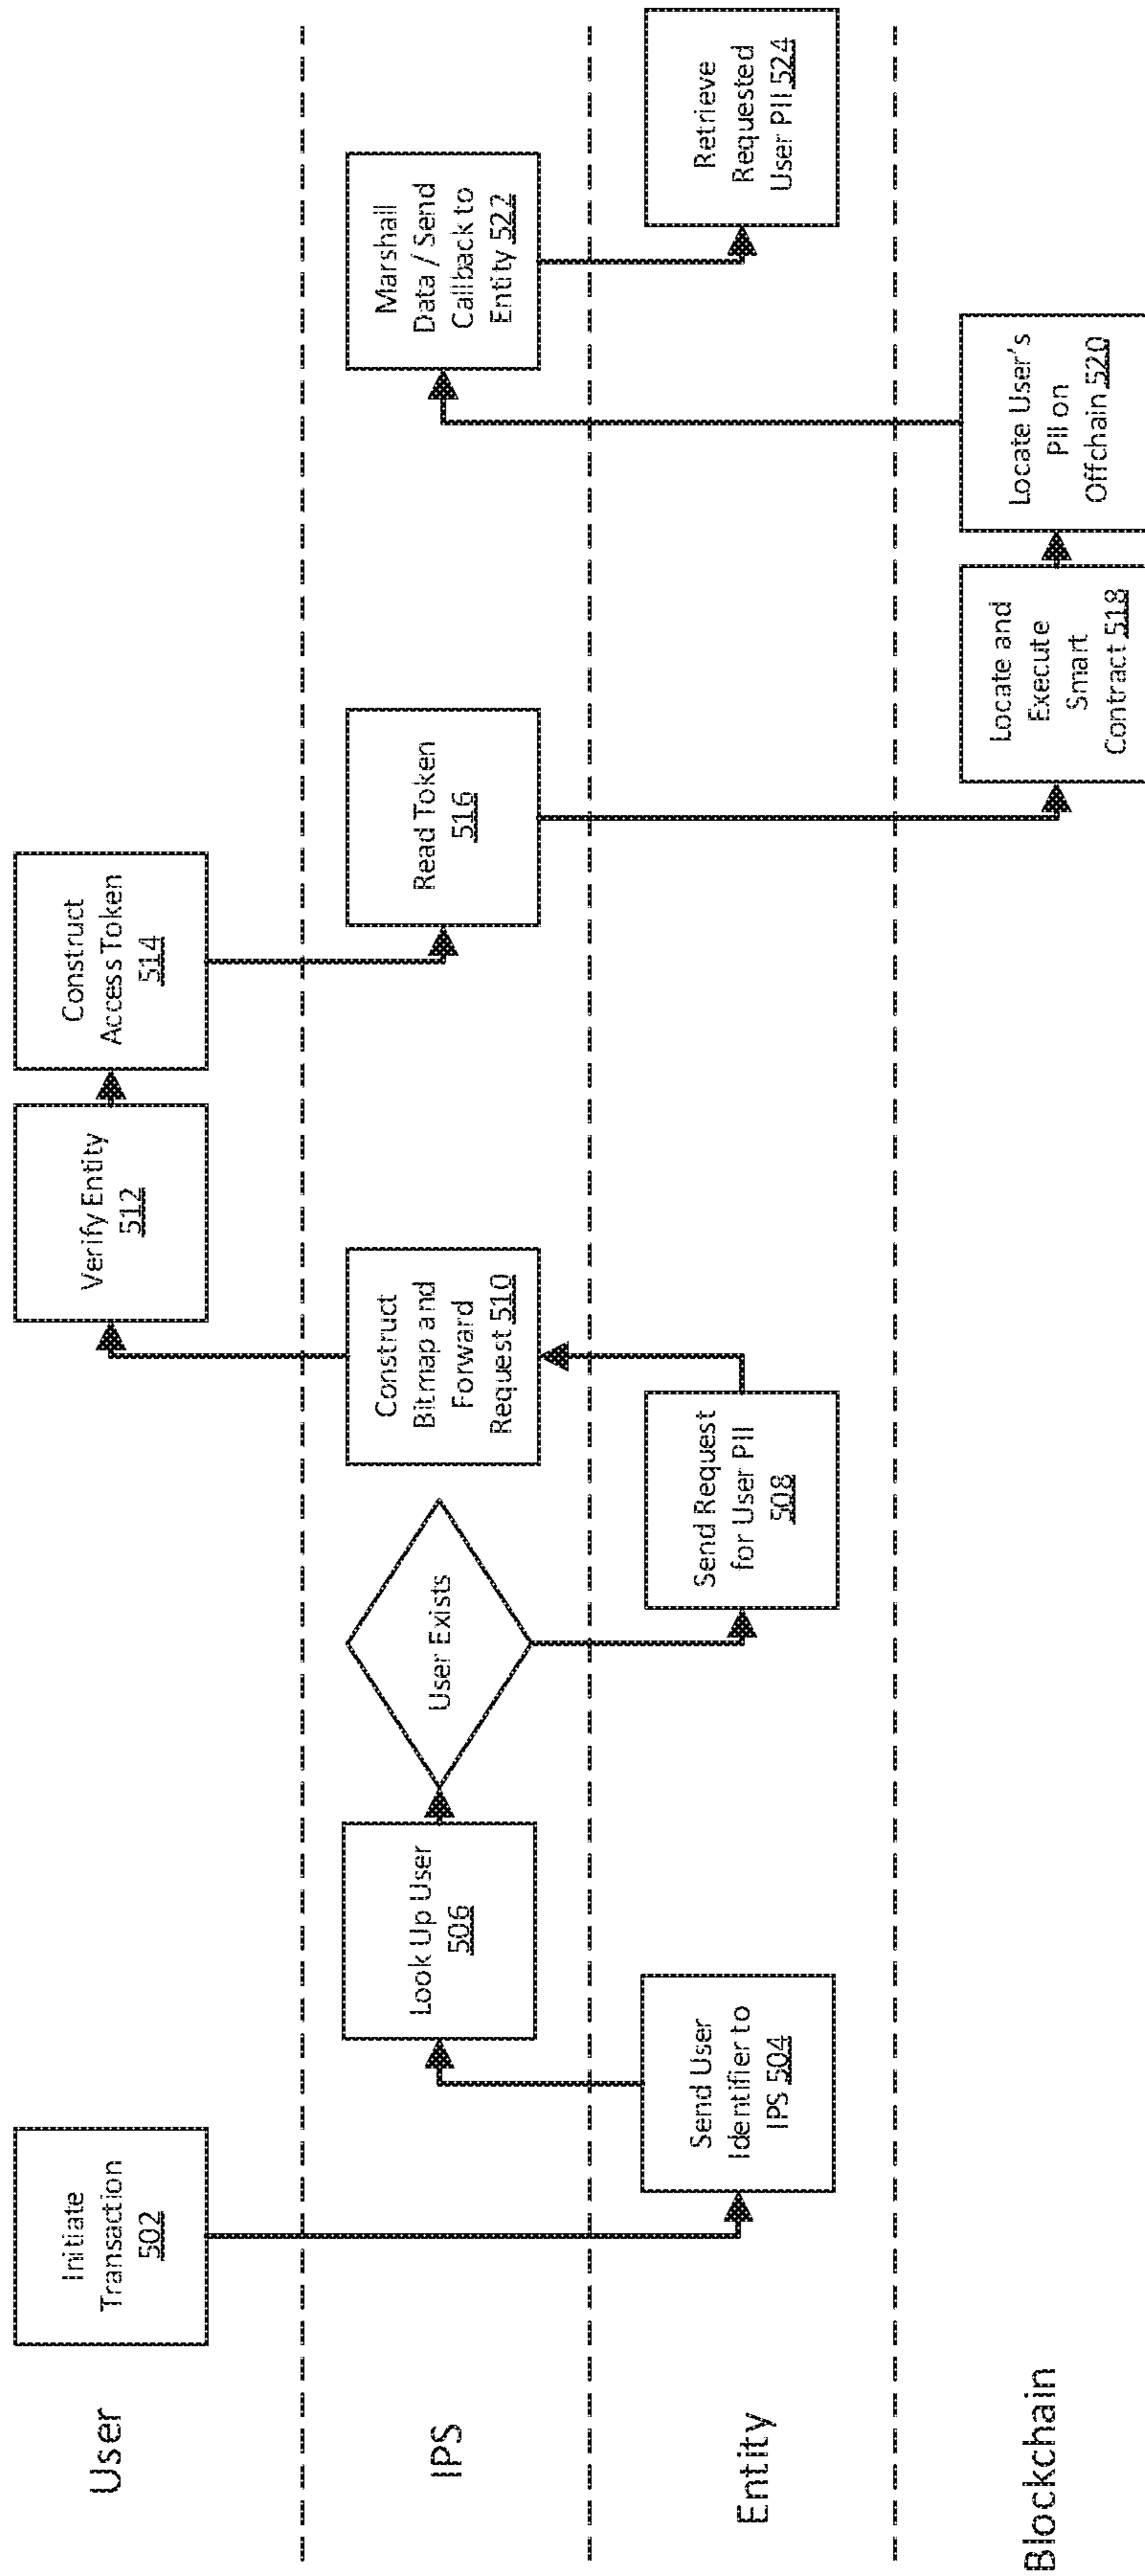 User
Initiate
Transaction
502
Verify Entity
512
Construct
Access Token
514
IPS
Look Up User
506
User Exists
Construct
Bitmap and
Forward
Request 510
Read Token
516
Marshall
Data / Send
Callback to
Entity 522
Entity
Send User
Identifier to
IPS 504
Send Request
for User PII
508
Retrieve
Requested
User PII 524
Blockchain
Locate and
Execute
Smart
Contract 518
Locate User's
PII on
Offchain 520